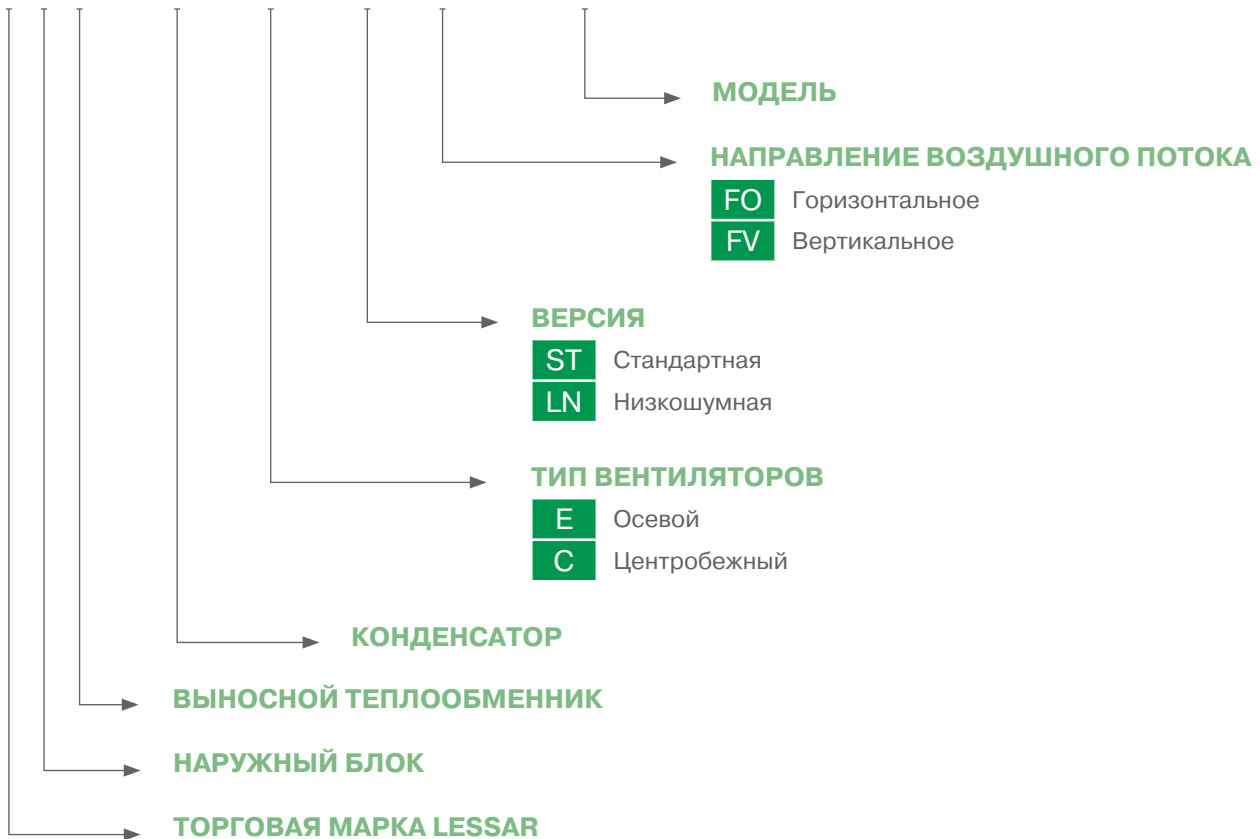 МОДЕЛЬ
НАПРАВЛЕНИЕ ВОЗДУШНОГО ПОТОКА
FO Горизонтальное
FV Вертикальное
ВЕРСИЯ
ST Стандартная
LN Низкошумная
ТИП ВЕНТИЛЯТОРОВ
E Осевой
C Центробежный
КОНДЕНСАТОР
ВЫНОСНОЙ ТЕПЛООБМЕННИК
НАРУЖНЫЙ БЛОК
ТОРГОВАЯ МАРКА LESSAR